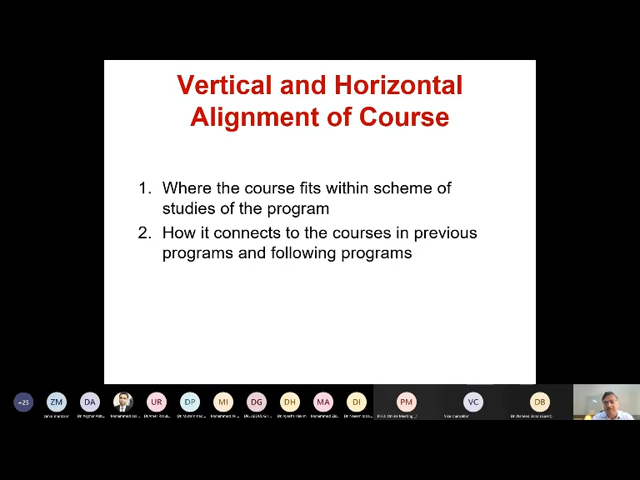 Vertical and Horizontal
Alignment of Course
1. Where the course fits within scheme of
studies of the program
2. How it connects to the courses in previous
programs and following programs
+25 ZM DA UR DP MI DG DH MA DI PM VC DB